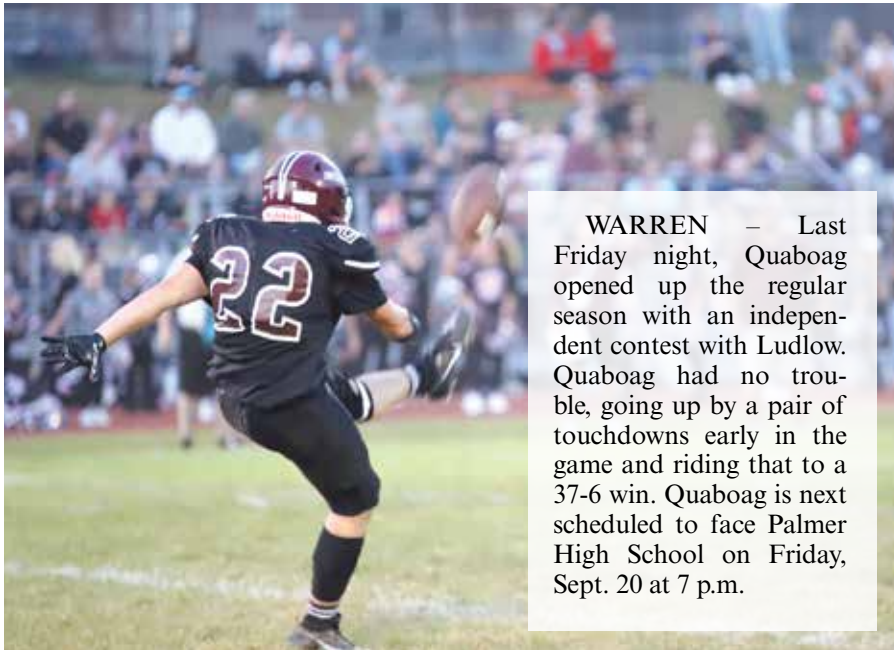 22
WARREN – Last
Friday night, Quaboag
opened up the regular
season with an indepen-
dent contest with Ludlow.
Quaboag had no trou-
ble, going up by a pair of
touchdowns early in the
game and riding that to a
37-6 win. Quaboag is next
scheduled to face Palmer
High School on Friday,
Sept. 20 at 7 p.m.